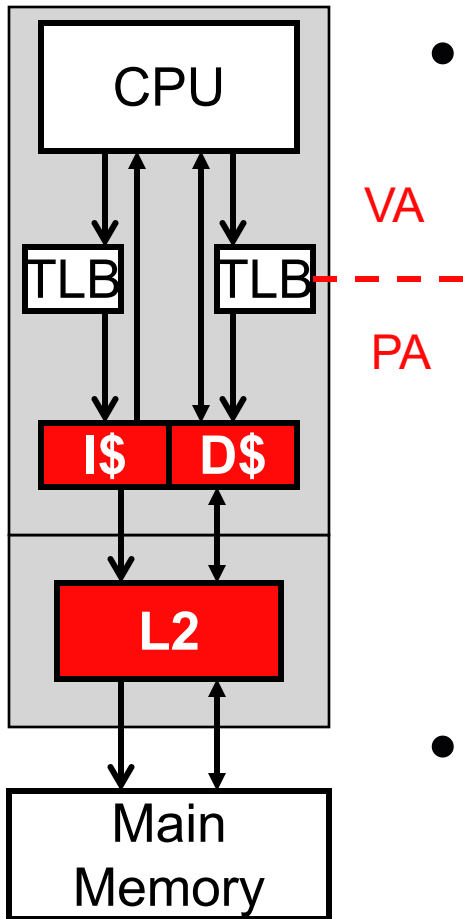 CPU
VA
TLB TLB
PA
I$ D$
L2
Main
Memory